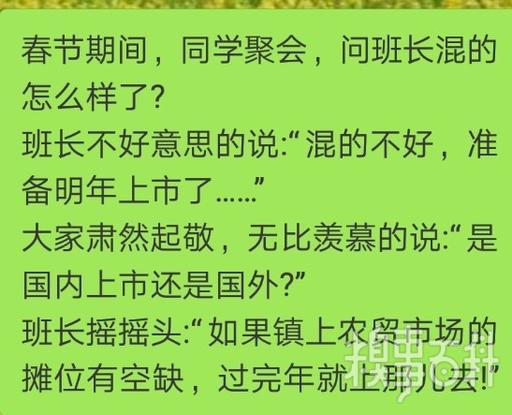 春节期间，同学聚会，问班长混的
怎么样了?
班长不好意思的说:“混的不好，准
备明年上市了……”
大家肃然起敬，无比羡慕的说:“是
国内上市还是国外?”
班长摇摇头:“如果镇上农贸市场的
摊位有空缺，过完年就上那儿去!”